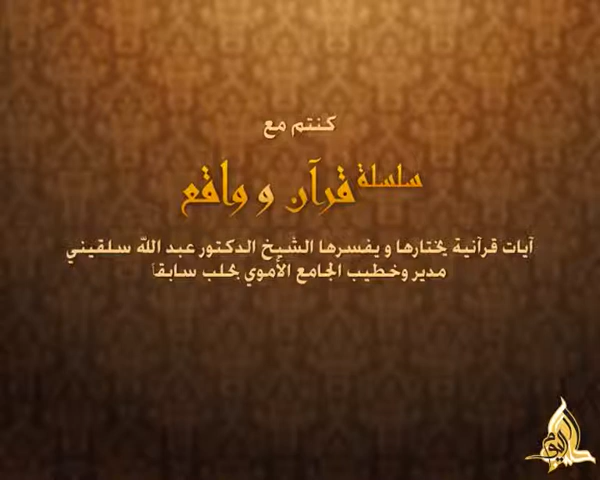 كنتم مع
سلسلة قرآن و واقع
آيات قرآنية يختارها و يفسرها الشيخ الدكتور عبد الله سلقيني
مدير وخطيب الجامع الأموي بحلب سابقاً